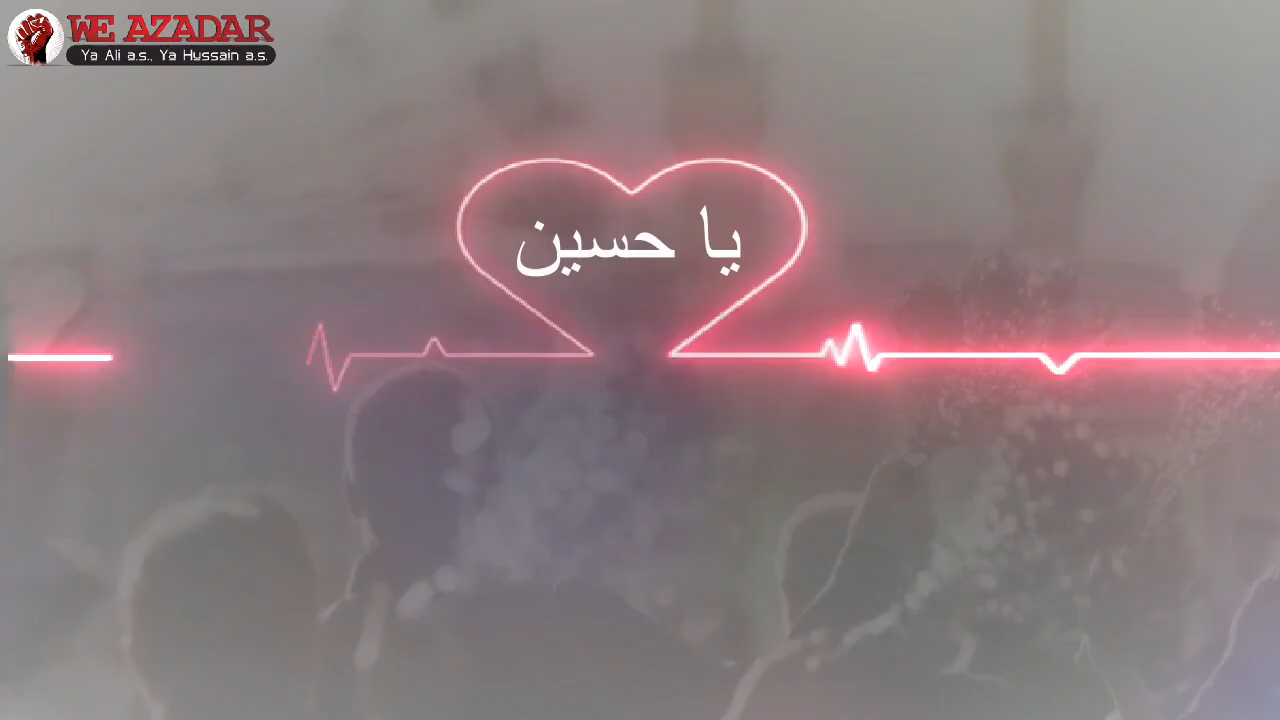 WE AZADAR
Ya Ali a.s., Ya Hussain a.s.
يا حسين